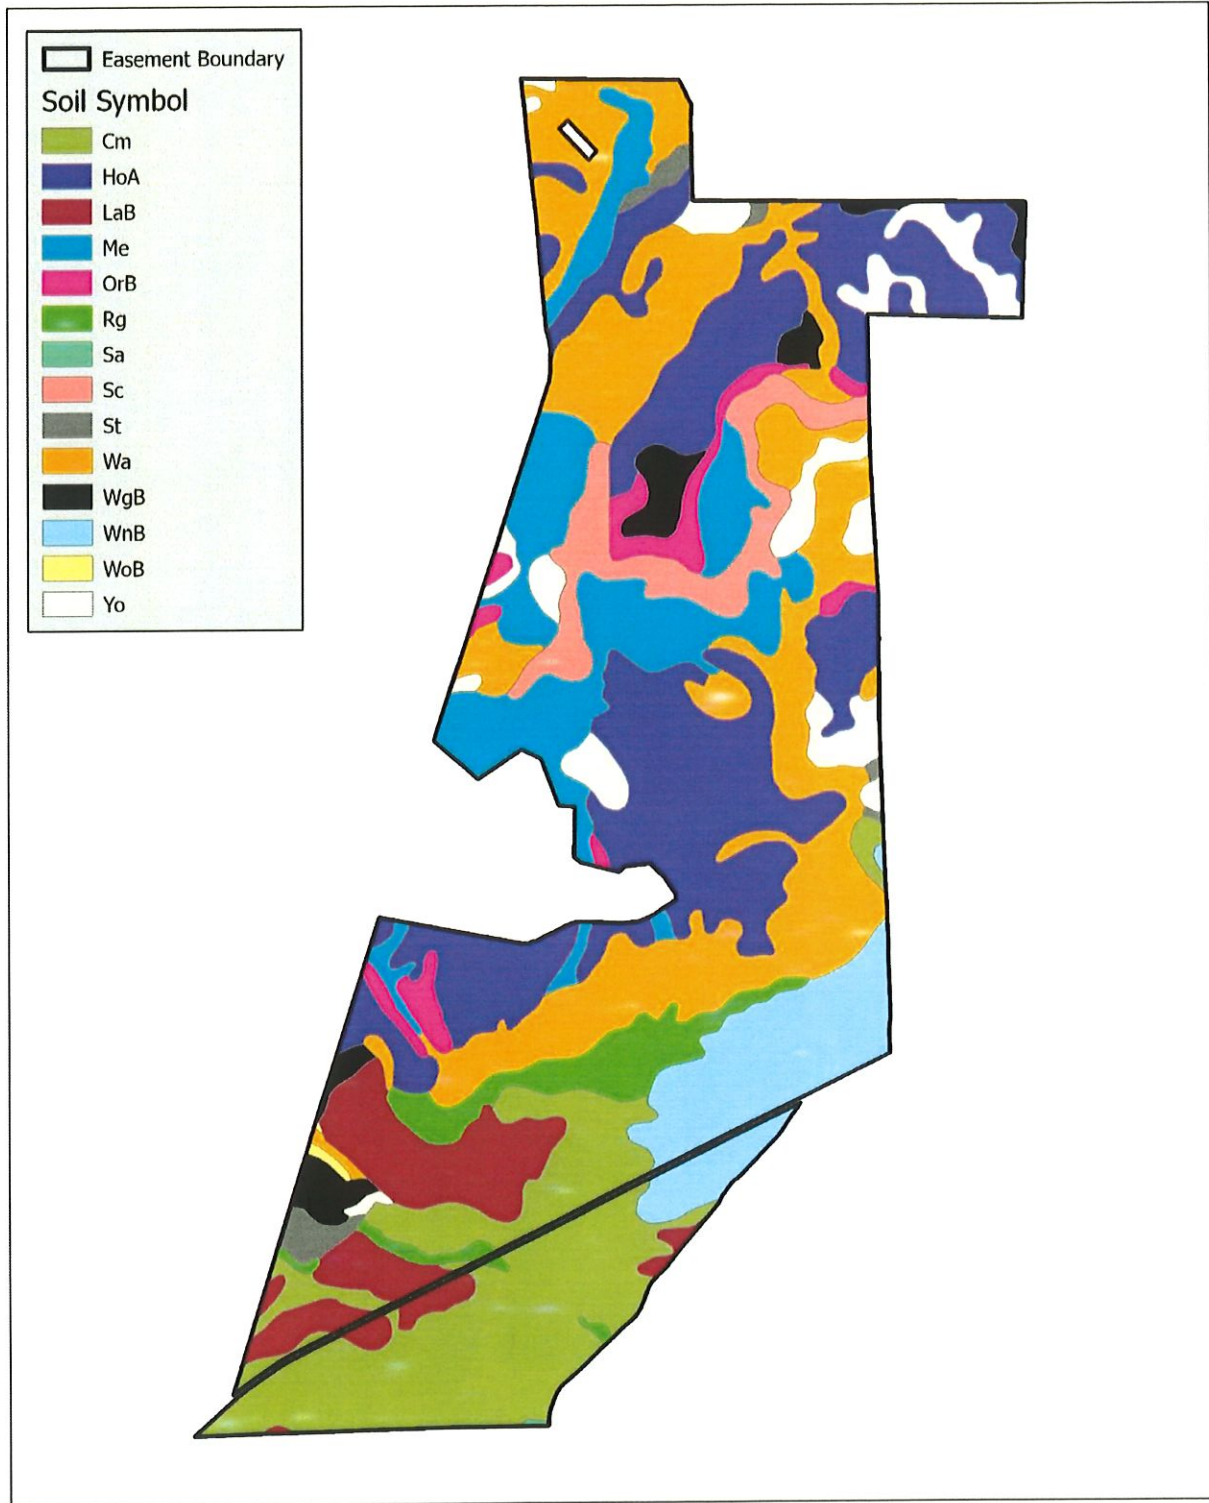 Easement Boundary
Soil Symbol
Cm
HoA
LaB
Me
OrB
Rg
Sa
Sc
St
Wa
WgB
WnB
WoB
Yo